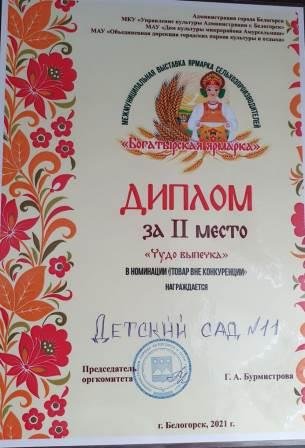 Администрация города Белогорск
МКУ «Управление культуры Администрации г. Белогорск»
МАУ «Дом культуры микрорайона Амурсельмаш»
МАУ «Объединенная дирекция городских парков культуры и отдыха»
МЕЖМУНИЦИПАЛЬНАЯ ВЫСТАВКА ЯРМАРКА СЕЛЬХОЗПРОИЗВОДИТЕЛЕЙ
«Богатырская ярмарка»
ДИПЛОМ
за II место
«Чудо выпечка»
В НОМИНАЦИИ «ТОВАР ВНЕ КОНКУРЕНЦИИ»
НАГРАЖДАЕТСЯ
Детский сад №11
Председатель
оргкомитета
Г. А. Бурмистрова
г. Белогорск, 2021 г.